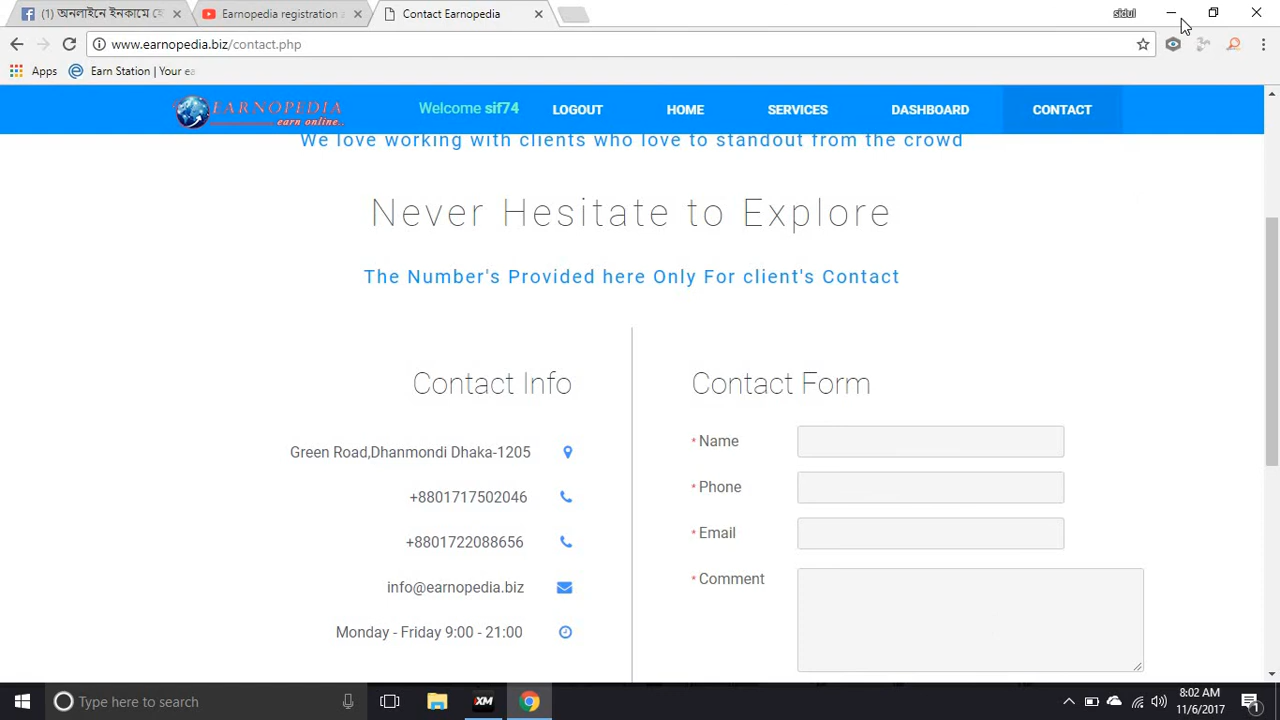 (1) অনলাইনে ইনকামে হে
Earnopedia registration
Contact Earnopedia
sidul
www.earnopedia.biz/contact.php
Apps
Earn Station | Your ea
EARNOPEDIA
earn online..
Welcome sif74
LOGOUT
HOME
SERVICES
DASHBOARD
CONTACT
We love working with clients who love to standout from the crowd
Never Hesitate to Explore
The Number's Provided here Only For client's Contact
Contact Info
Green Road,Dhanmondi Dhaka-1205
+8801717502046
+8801722088656
info@earnopedia.biz
Monday - Friday 9:00 - 21:00
Contact Form
* Name
* Phone
* Email
* Comment
Type here to search
XM
8:02 AM
11/6/2017
1